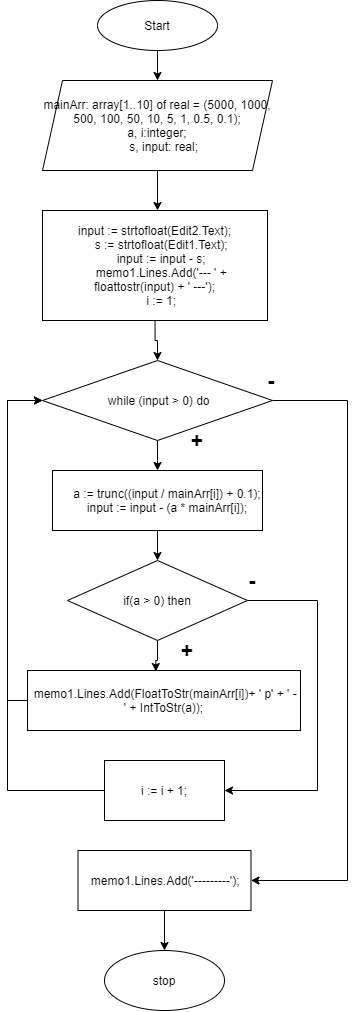 Start
mainArr: array[1..10] of real = (5000, 1000,
500, 100, 50, 10, 5, 1, 0.5, 0.1);
a, i:integer;
s, input: real;
input := strtofloat(Edit2.Text);
s := strtofloat(Edit1.Text);
input := input - s;
memo1.Lines.Add('--- ' +
floattostr(input) + ' ---');
i := 1;
while (input > 0) do
-
+
a := trunc((input / mainArr[i]) + 0.1);
input := input - (a * mainArr[i]);
if(a > 0) then
-
+
memo1.Lines.Add(FloatToStr(mainArr[i])+ ' p' + ' -
' + IntToStr(a));
i := i + 1;
memo1.Lines.Add('---------');
stop